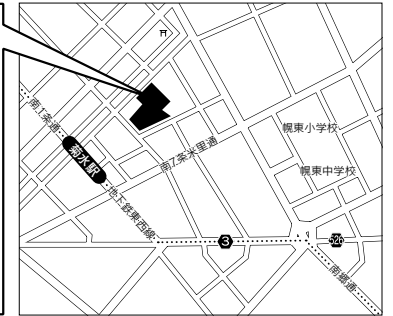 幌東小学校
南1条通
菊水駅
南7条米里通
幌東中学校
地下鉄東西線
3
626
南郷通